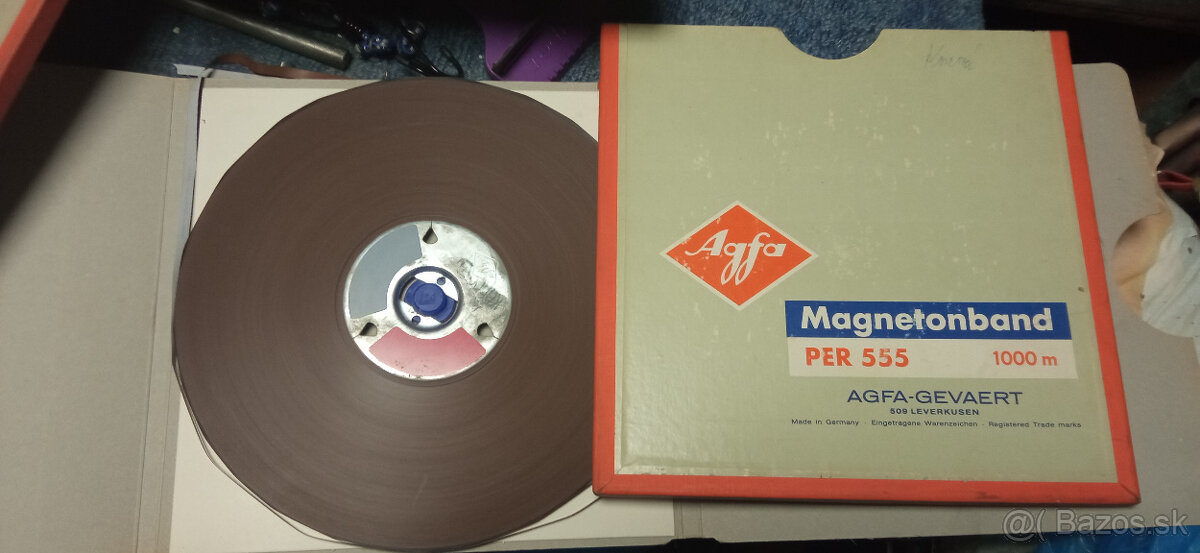 Agfa
Magnetonband
PER 555 1000 m
AGFA-GEVAERT
509 LEVERKUSEN
Made in Germany · Eingetragene Warenzeichen · Registered Trade marks
@( Bazos.sk